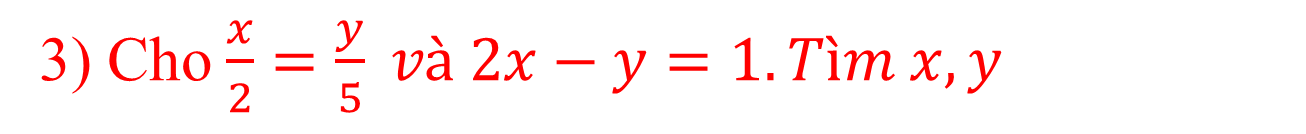 3) Cho x/2 = y/5 và 2x − y = 1. Tìm x, y